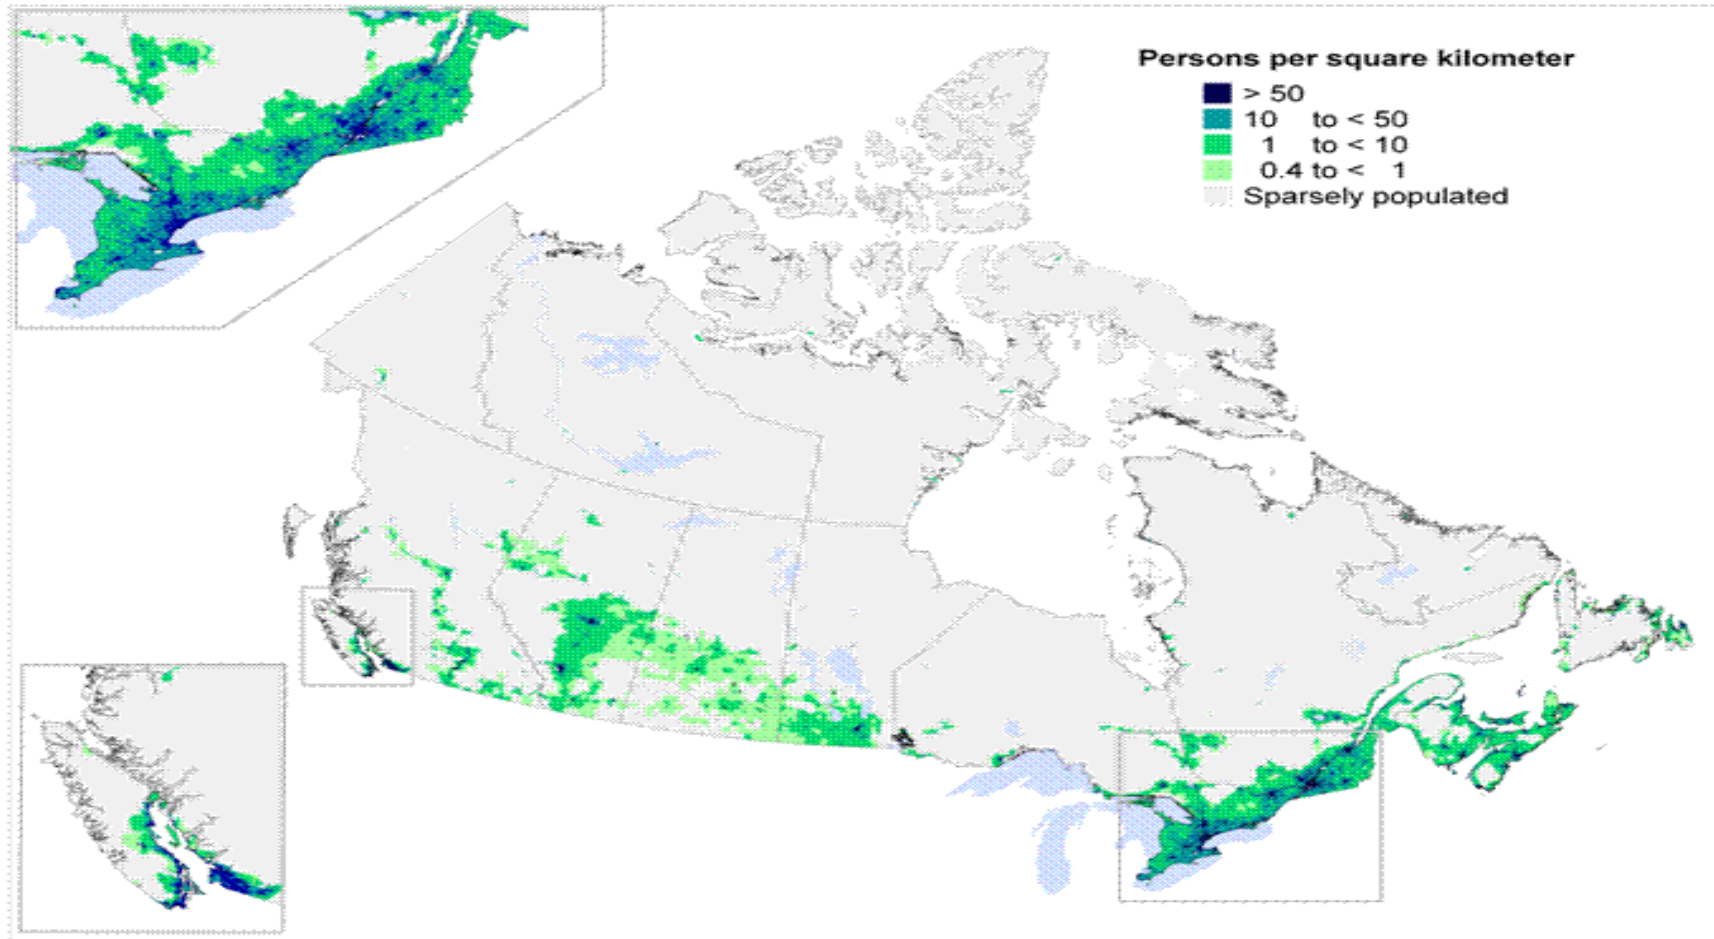 Persons per square kilometer
> 50
10 to < 50
1 to < 10
0.4 to < 1
Sparsely populated